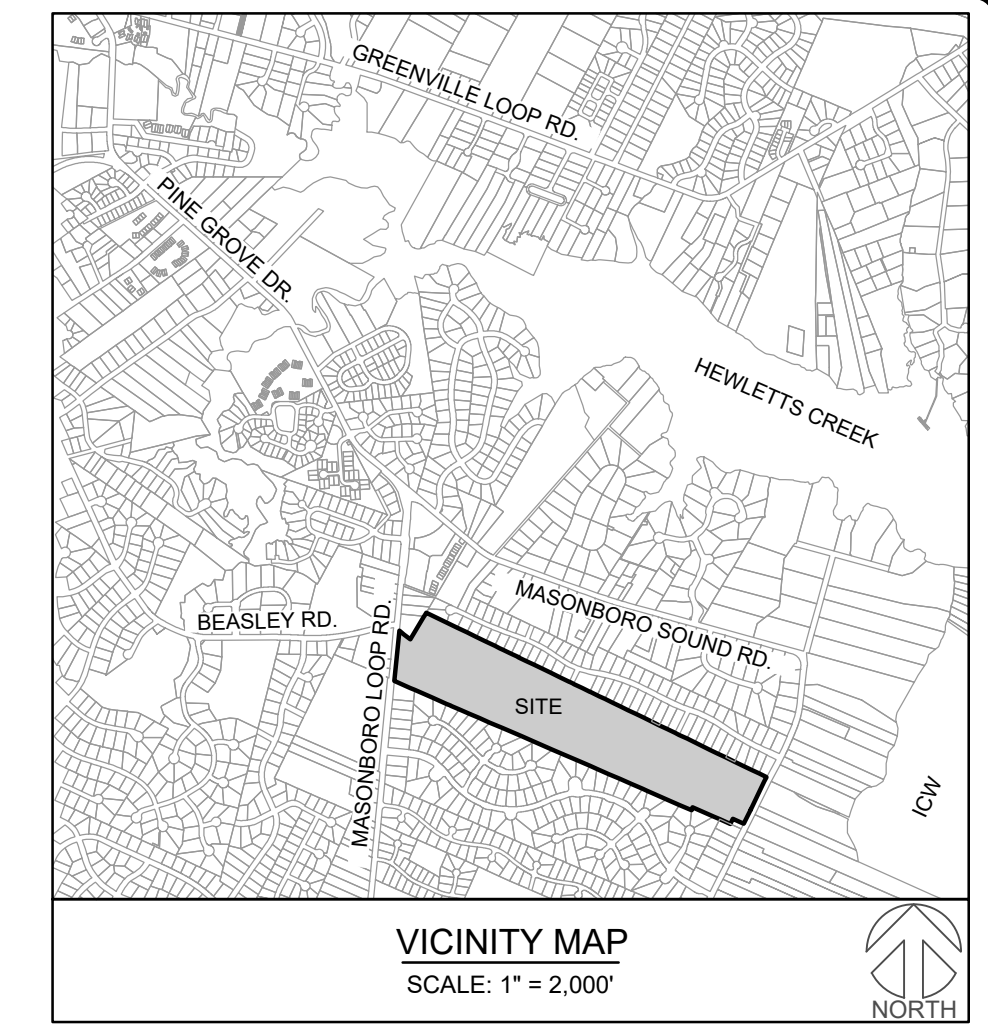 GREENVILLE LOOP RD.
PINE GROVE DR.
HEWLETTS CREEK
MASONBORO SOUND RD.
BEASLEY RD.
MASONBORO LOOP RD.
SITE
ICW
VICINITY MAP
SCALE: 1" = 2,000'
NORTH